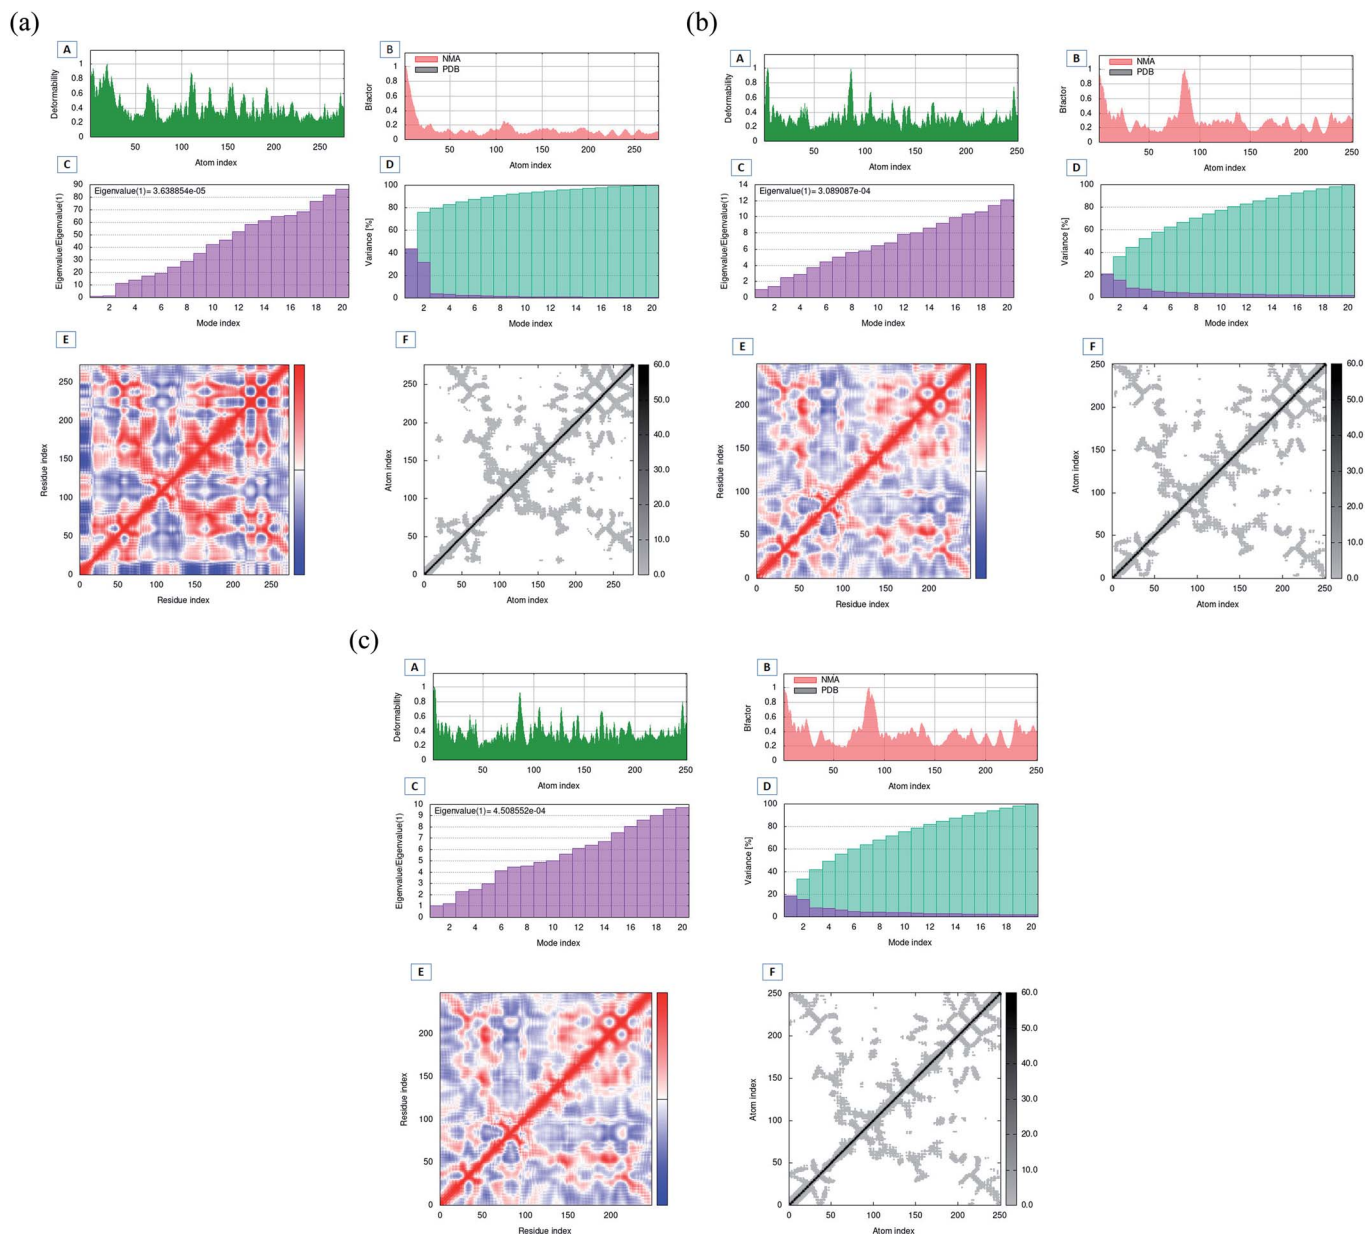 (a)
A
Deformability
1
0.8
0.6
0.4
0.2
0
50 100 150 200 250
Atom index
B
NMA
PDB
Bfactor
1
0.8
0.6
0.4
0.2
0
50 100 150 200 250
Atom index
C
Eigenvalue(1)= 3.638854e-05
Eigenvalue/Eigenvalue(1)
90
80
70
60
50
40
30
20
10
0
2 4 6 8 10 12 14 16 18 20
Mode index
D
Variance [%]
100
80
60
40
20
0
2 4 6 8 10 12 14 16 18 20
Mode index
E
Residue index
250
200
150
100
50
0
0 50 100 150 200 250
Residue index
F
Atom index
250
200
150
100
50
0
0 50 100 150 200 250
Atom index
60.0
50.0
40.0
30.0
20.0
10.0
0.0
(b)
A
Deformability
1
0.8
0.6
0.4
0.2
0
50 100 150 200 250
Atom index
B
NMA
PDB
Bfactor
1
0.8
0.6
0.4
0.2
0
50 100 150 200 250
Atom index
C
Eigenvalue(1)= 3.089087e-04
Eigenvalue/Eigenvalue(1)
14
12
10
8
6
4
2
0
2 4 6 8 10 12 14 16 18 20
Mode index
D
Variance [%]
100
80
60
40
20
0
2 4 6 8 10 12 14 16 18 20
Mode index
E
Residue index
200
150
100
50
0
0 50 100 150 200
Residue index
F
Atom index
250
200
150
100
50
0
0 50 100 150 200 250
Atom index
60.0
50.0
40.0
30.0
20.0
10.0
0.0
(c)
A
Deformability
1
0.8
0.6
0.4
0.2
0
50 100 150 200 250
Atom index
B
NMA
PDB
Bfactor
1
0.8
0.6
0.4
0.2
0
50 100 150 200 250
Atom index
C
Eigenvalue(1)= 4.508552e-04
Eigenvalue/Eigenvalue(1)
10
9
8
7
6
5
4
3
2
1
0
2 4 6 8 10 12 14 16 18 20
Mode index
D
Variance [%]
100
80
60
40
20
0
2 4 6 8 10 12 14 16 18 20
Mode index
E
Residue index
200
150
100
50
0
0 50 100 150 200
Residue index
F
Atom index
250
200
150
100
50
0
0 50 100 150 200 250
Atom index
60.0
50.0
40.0
30.0
20.0
10.0
0.0